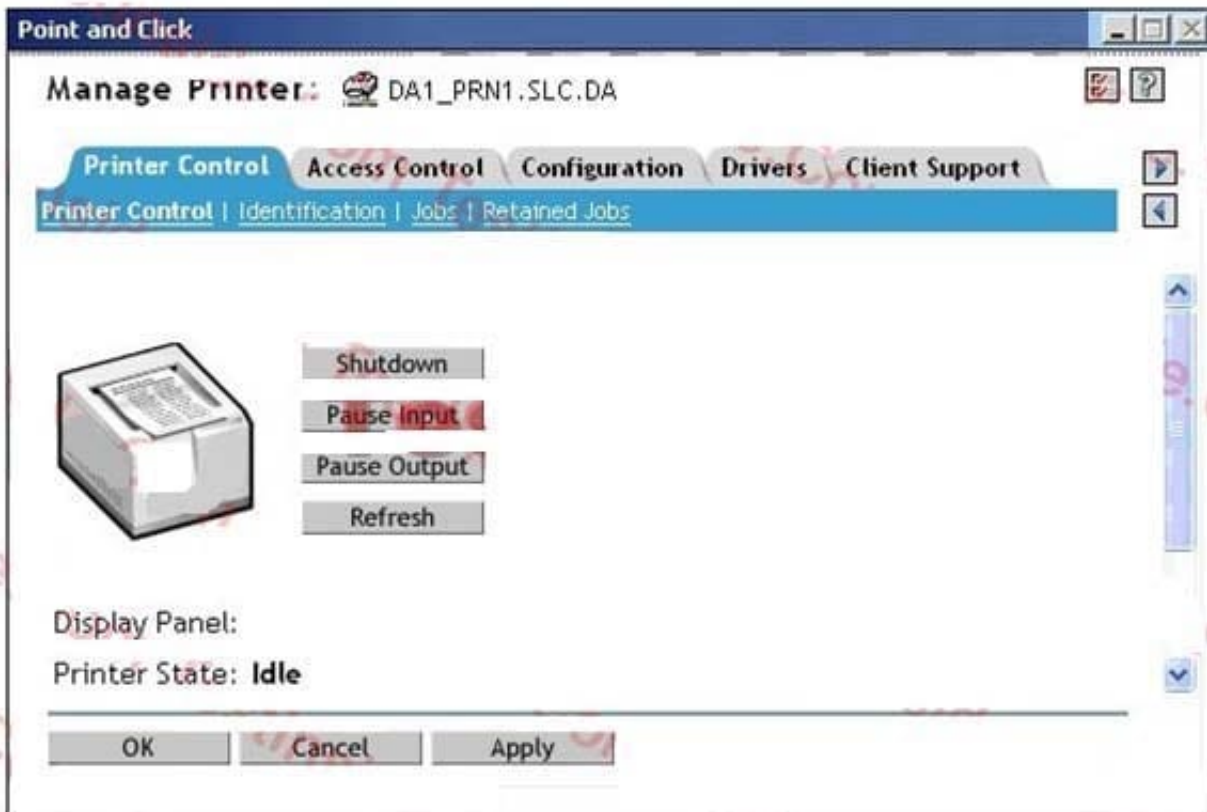 Point and Click
Manage Printer: DA1_PRN1.SLC.DA
Printer Control Access Control Configuration Drivers Client Support
Printer Control | Identification | Jobs | Retained Jobs
Shutdown
Pause Input
Pause Output
Refresh
Display Panel:
Printer State: Idle
OK Cancel Apply